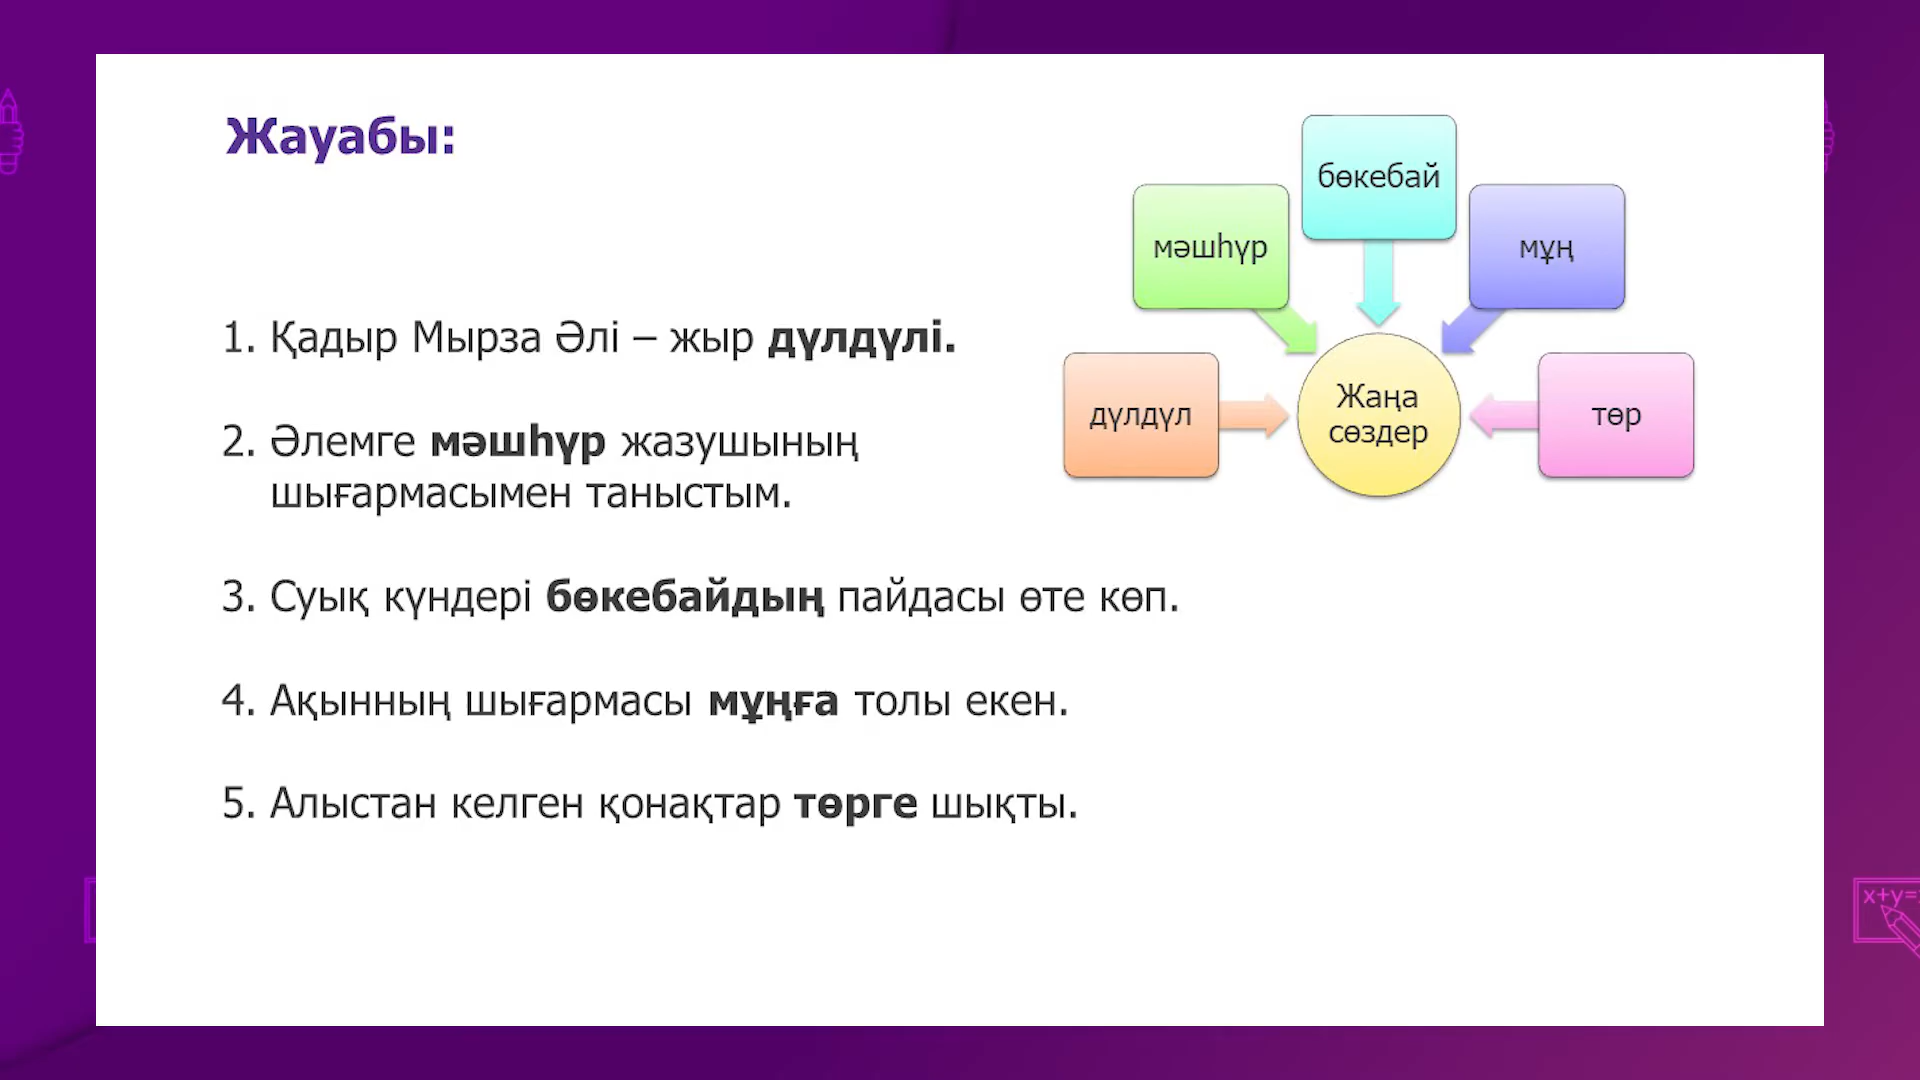 Жауабы:
1. Қадыр Мырза Әлі – жыр дүлдүлі.
2. Әлемге мәшһүр жазушының
шығармасымен таныстым.
3. Суық күндері бөкебайдың пайдасы өте көп.
4. Ақынның шығармасы мұңға толы екен.
5. Алыстан келген қонақтар төрге шықты.
бөкебай
мәшһүр
мұң
дүлдүл
Жаңа
сөздер
төр
x+y=